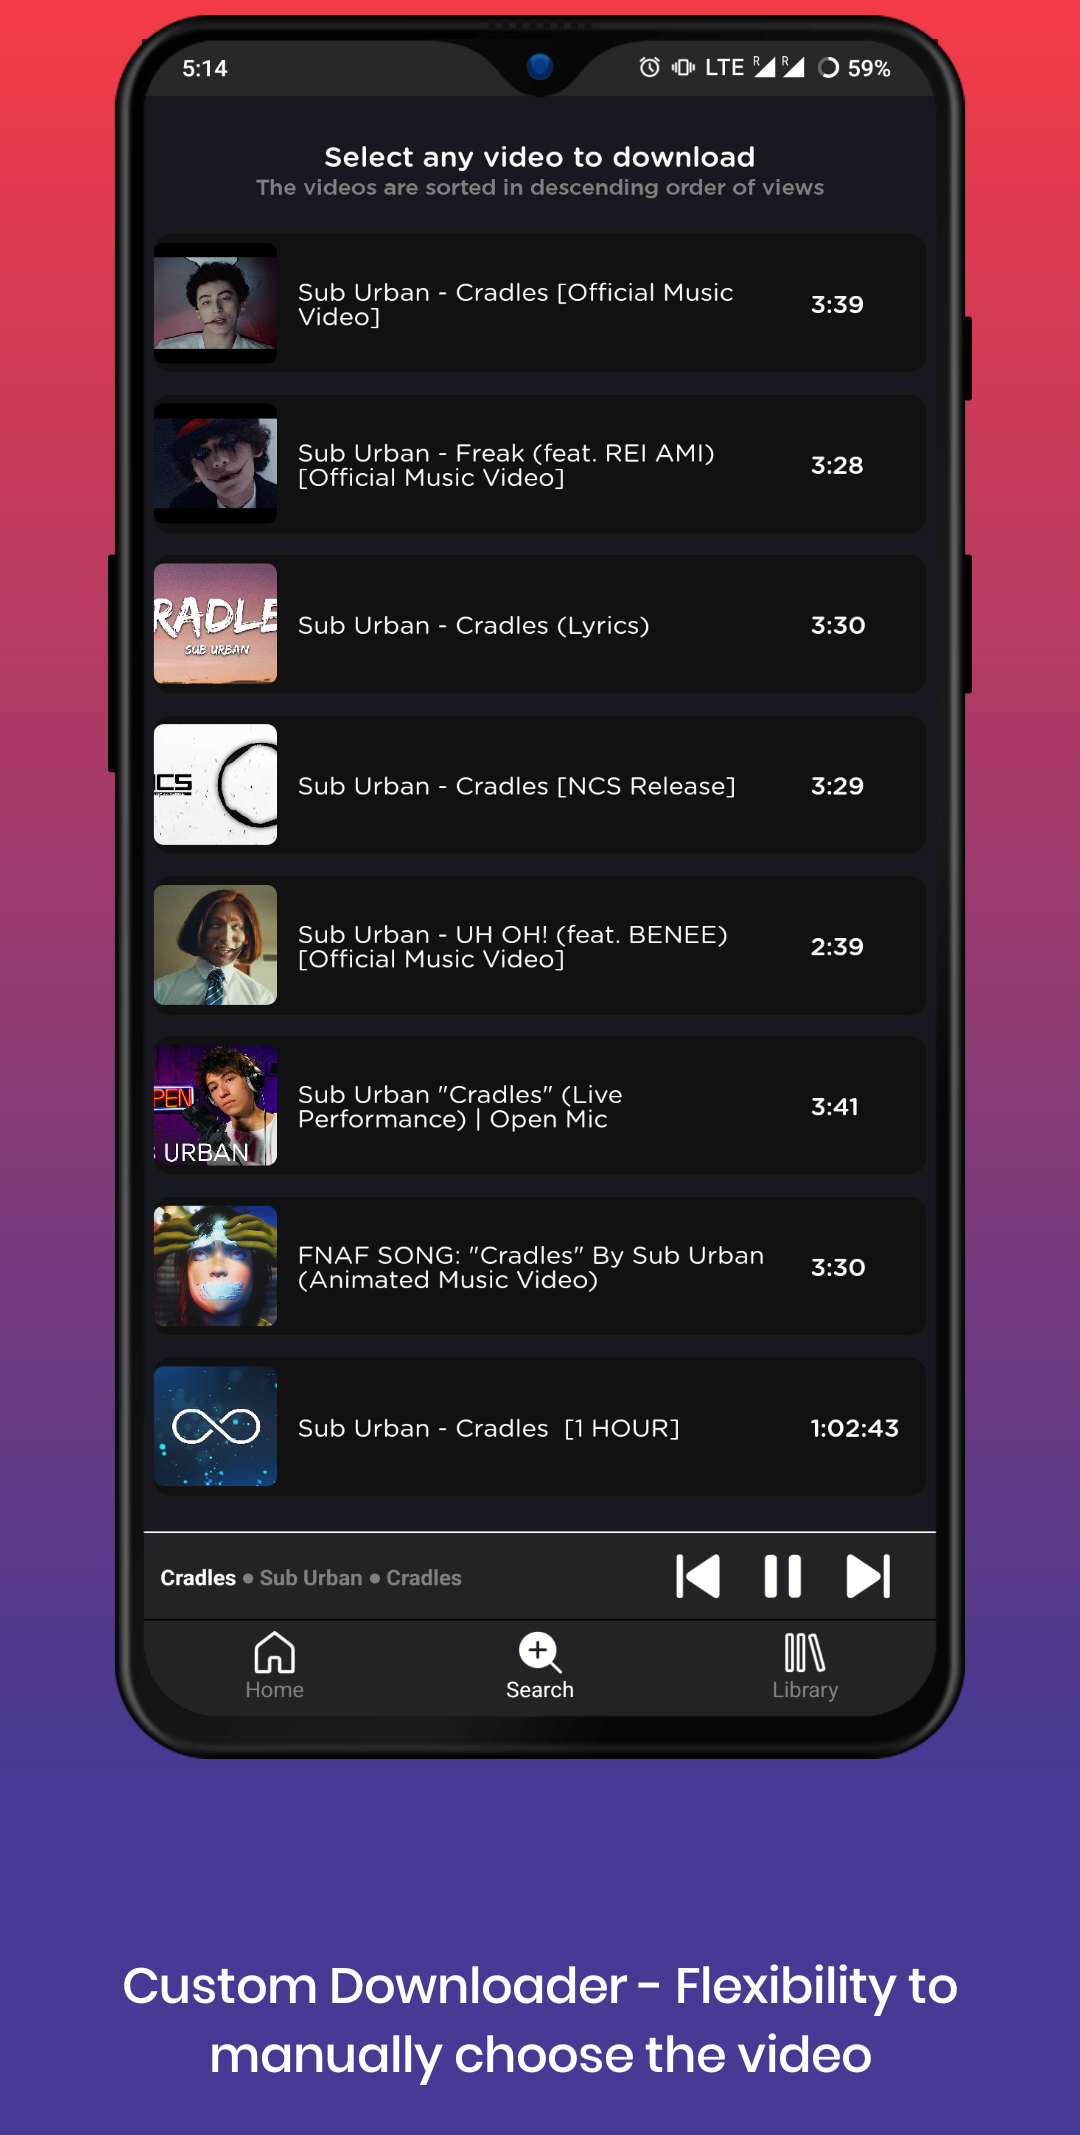 5:14
R R
LTE 59%
Select any video to download
The videos are sorted in descending order of views
Sub Urban - Cradles [Official Music
Video]
3:39
Sub Urban - Freak (feat. REI AMI)
[Official Music Video]
3:28
RADLE
SUB URBAN
Sub Urban - Cradles (Lyrics)
3:30
CS
Sub Urban - Cradles [NCS Release]
3:29
Sub Urban - UH OH! (feat. BENEE)
[Official Music Video]
2:39
PEN
URBAN
Sub Urban "Cradles" (Live
Performance) | Open Mic
3:41
FNAF SONG: "Cradles" By Sub Urban
(Animated Music Video)
3:30
Sub Urban - Cradles [1 HOUR]
1:02:43
Cradles ● Sub Urban ● Cradles
Home
Search
Library
Custom Downloader - Flexibility to
manually choose the video